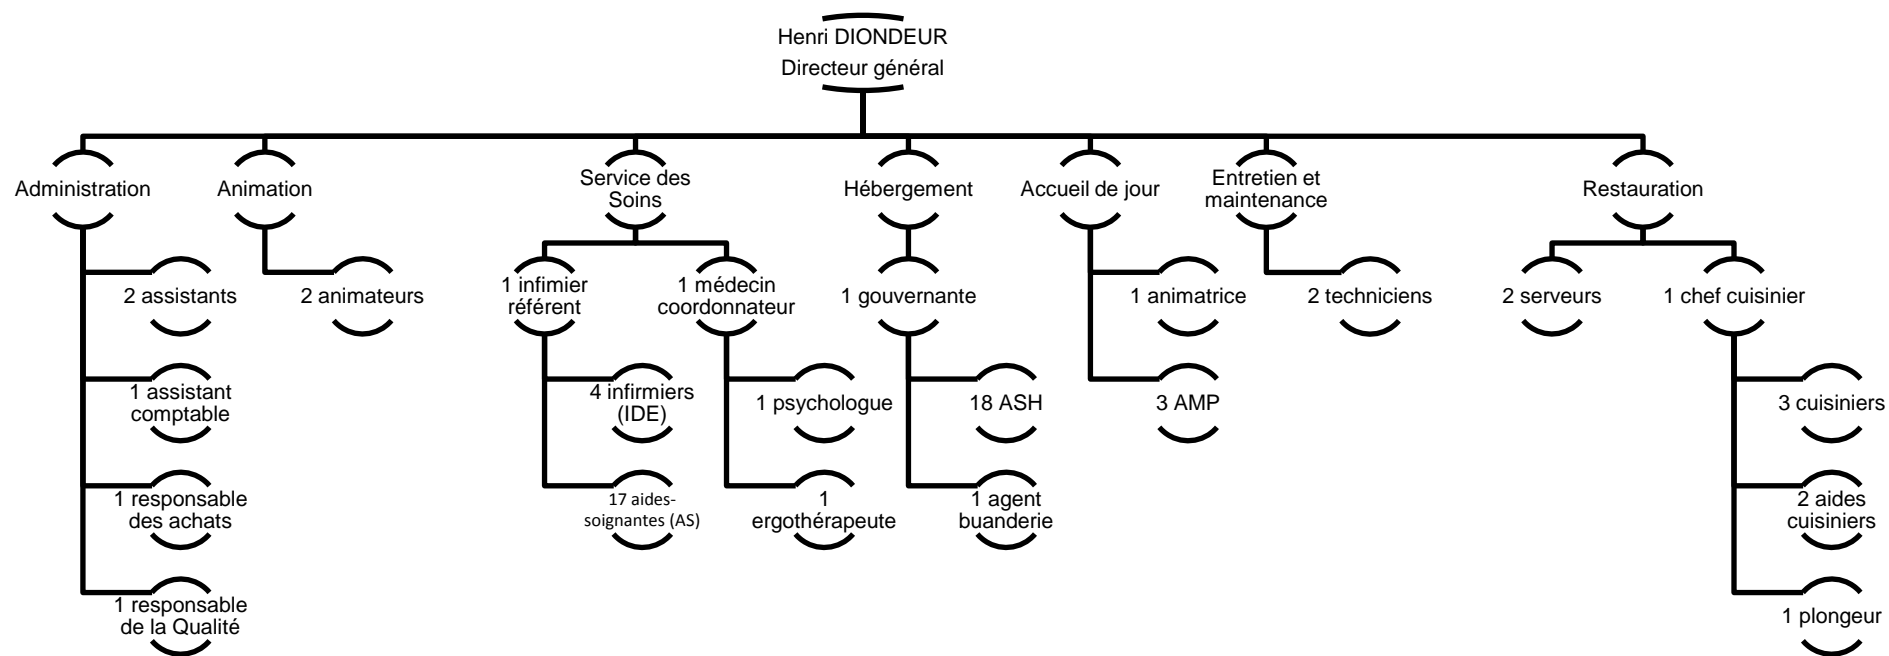 Henri DIONDEUR
Directeur général
Administration
Animation
Service des
Soins
Hébergement
Accueil de jour
Entretien et
maintenance
Restauration
2 assistants
1 assistant
comptable
1 responsable
des achats
1 responsable
de la Qualité
2 animateurs
1 infimier
référent
4 infirmiers
(IDE)
17 aides-
soignantes (AS)
1 médecin
coordonnateur
1 psychologue
1
ergothérapeute
1 gouvernante
18 ASH
1 agent
buanderie
1 animatrice
3 AMP
2 techniciens
2 serveurs
1 chef cuisinier
3 cuisiniers
2 aides
cuisiniers
1 plongeur